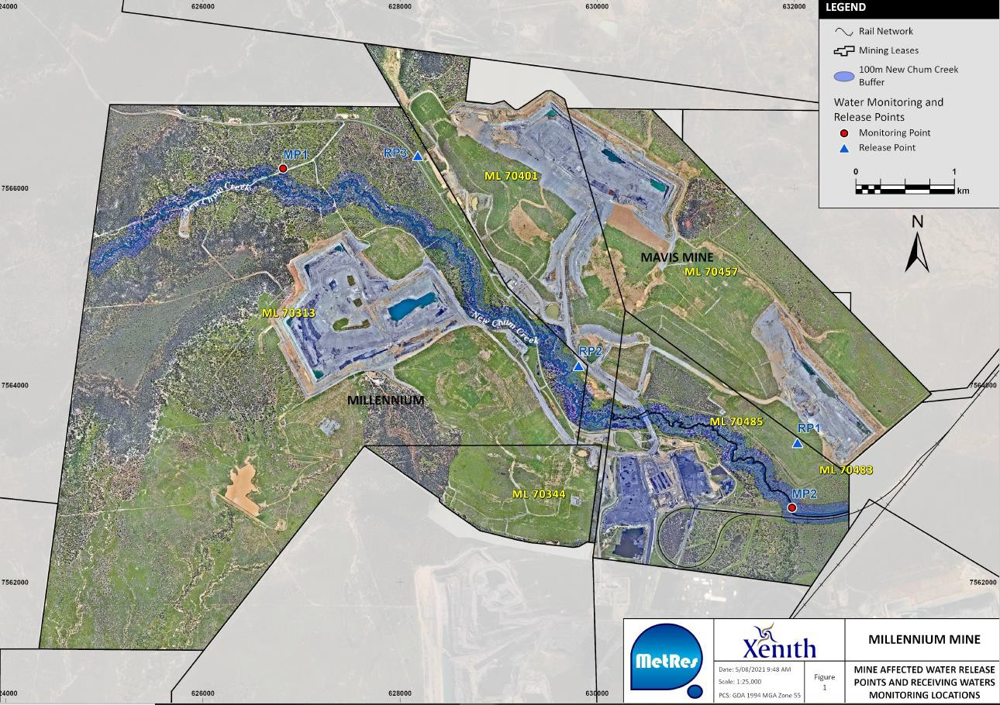 24000
626000
628000
630000
632000
LEGEND
Rail Network
Mining Leases
100m New Chum Creek
Buffer
Water Monitoring and
Release Points
Monitoring Point
Release Point
0
1
km
N
MP1
RP3
ML 70401
7566000
New Chum Creek
MAVIS MINE
ML 70457
ML 70313
New Chum Creek
RP2
7564000
7564000
MILLENNIUM
ML 70485
RP1
ML 70483
ML 70344
MP2
7562000
7562000
MetRes
Xenith
MILLENNIUM MINE
Date: 5/08/2021 9:48 AM
Scale: 1:25,000
PCS: GDA 1994 MGA Zone 55
Figure
1
MINE AFFECTED WATER RELEASE
POINTS AND RECEIVING WATERS
MONITORING LOCATIONS
24000
626000
628000
630000